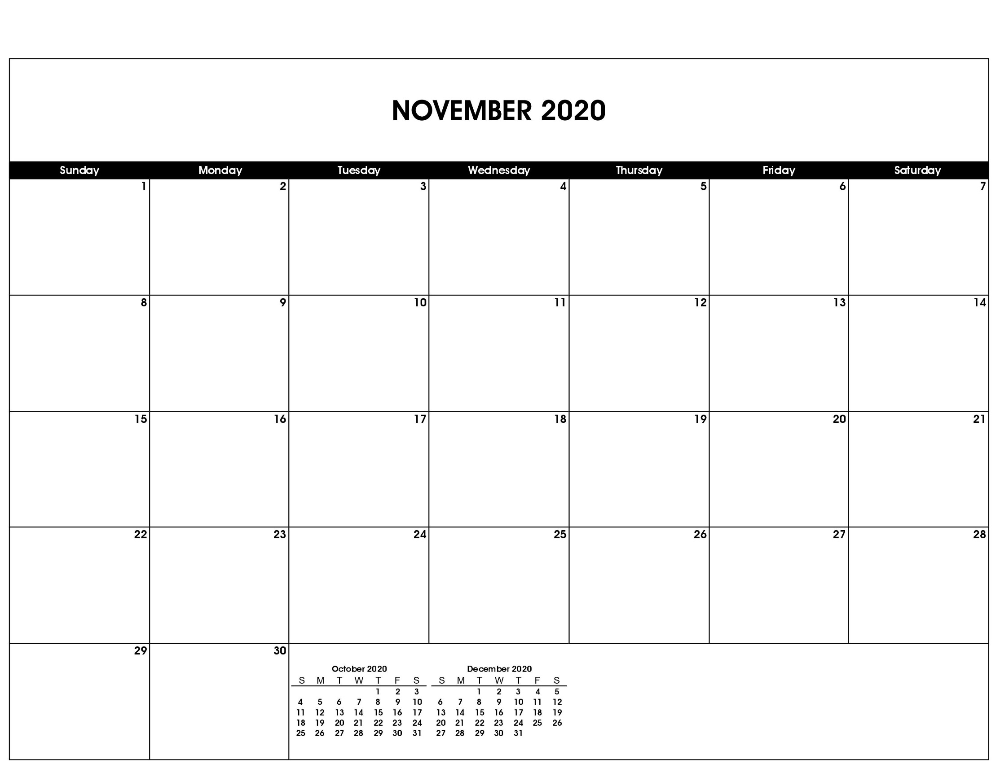 NOVEMBER 2020
Sunday Monday Tuesday Wednesday Thursday Friday Saturday
1 2 3 4 5 6 7
8 9 10 11 12 13 14
15 16 17 18 19 20 21
22 23 24 25 26 27 28
29 30
October 2020
S M T W T F S
1 2 3
4 5 6 7 8 9 10
11 12 13 14 15 16 17
18 19 20 21 22 23 24
25 26 27 28 29 30 31
December 2020
S M T W T F S
1 2 3 4 5
6 7 8 9 10 11 12
13 14 15 16 17 18 19
20 21 22 23 24 25 26
27 28 29 30 31